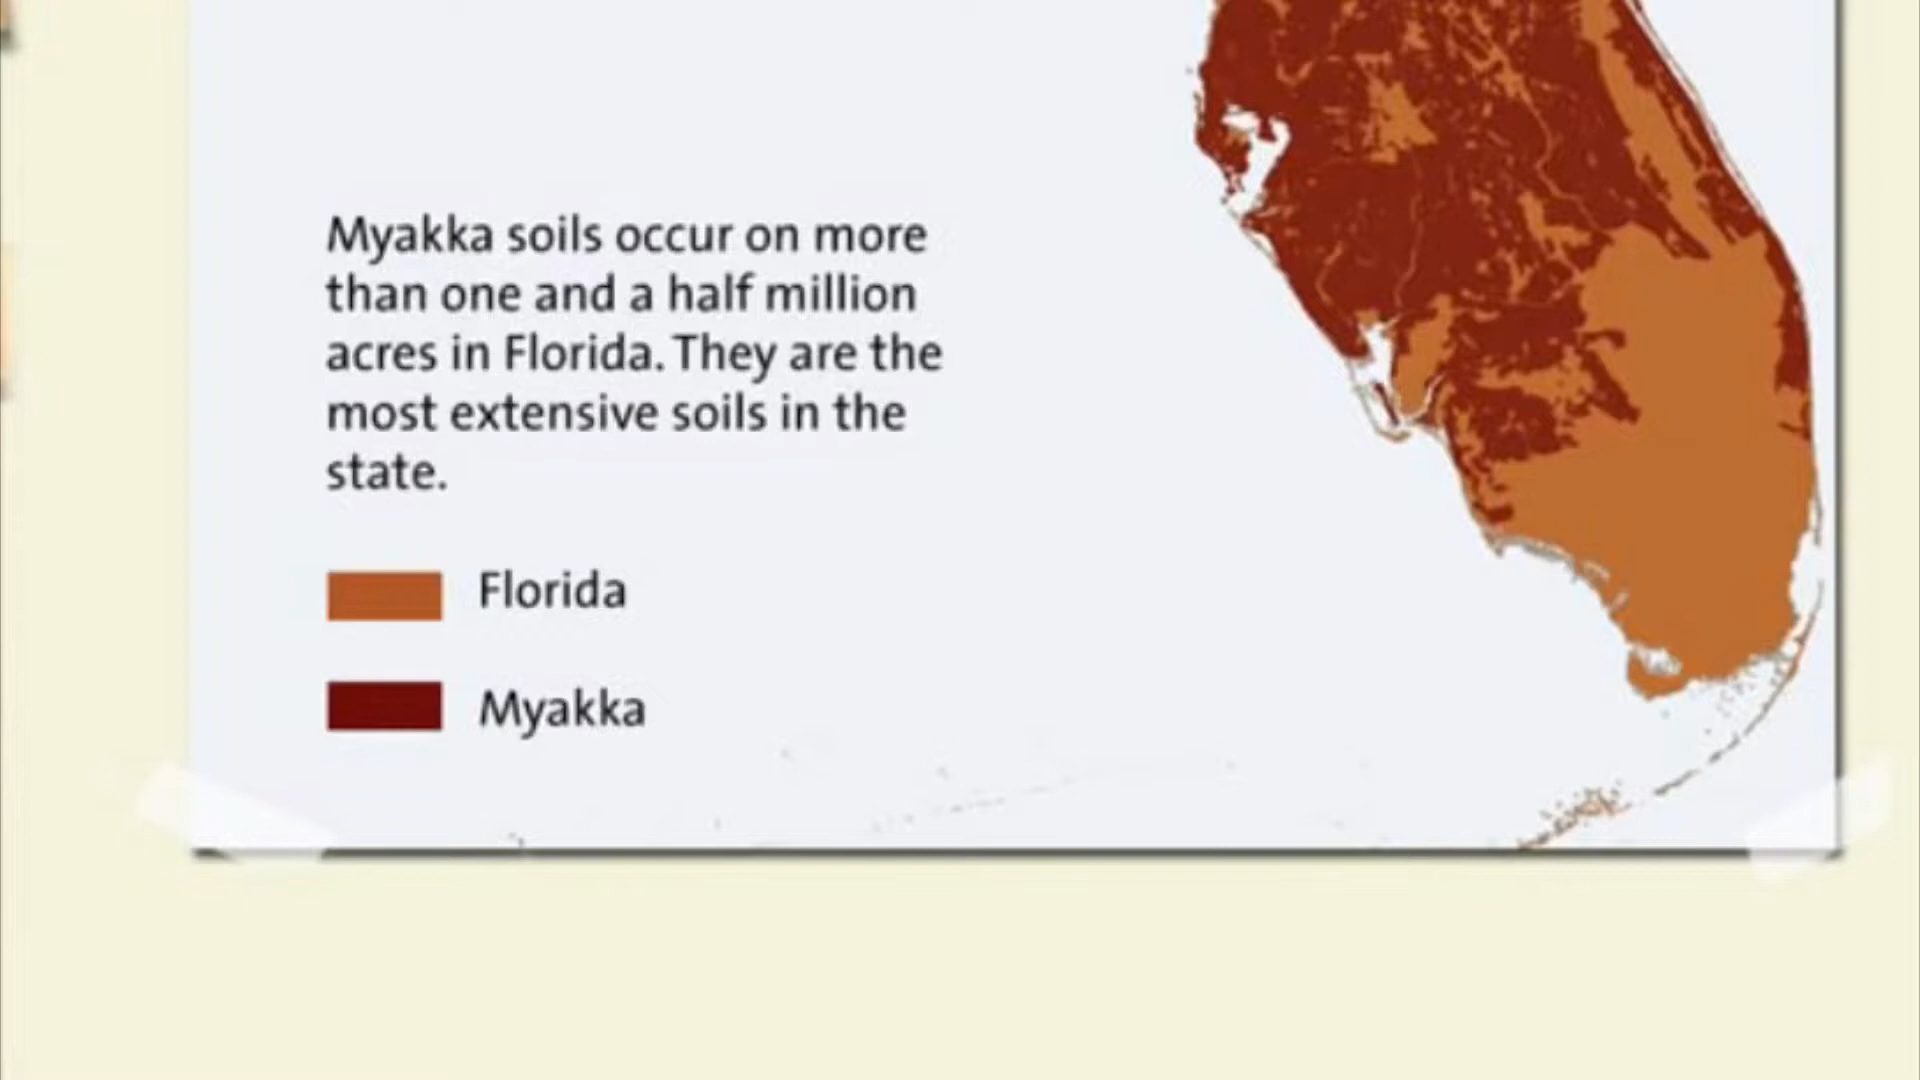 Myakka soils occur on more
than one and a half million
acres in Florida. They are the
most extensive soils in the
state.
Florida
Myakka